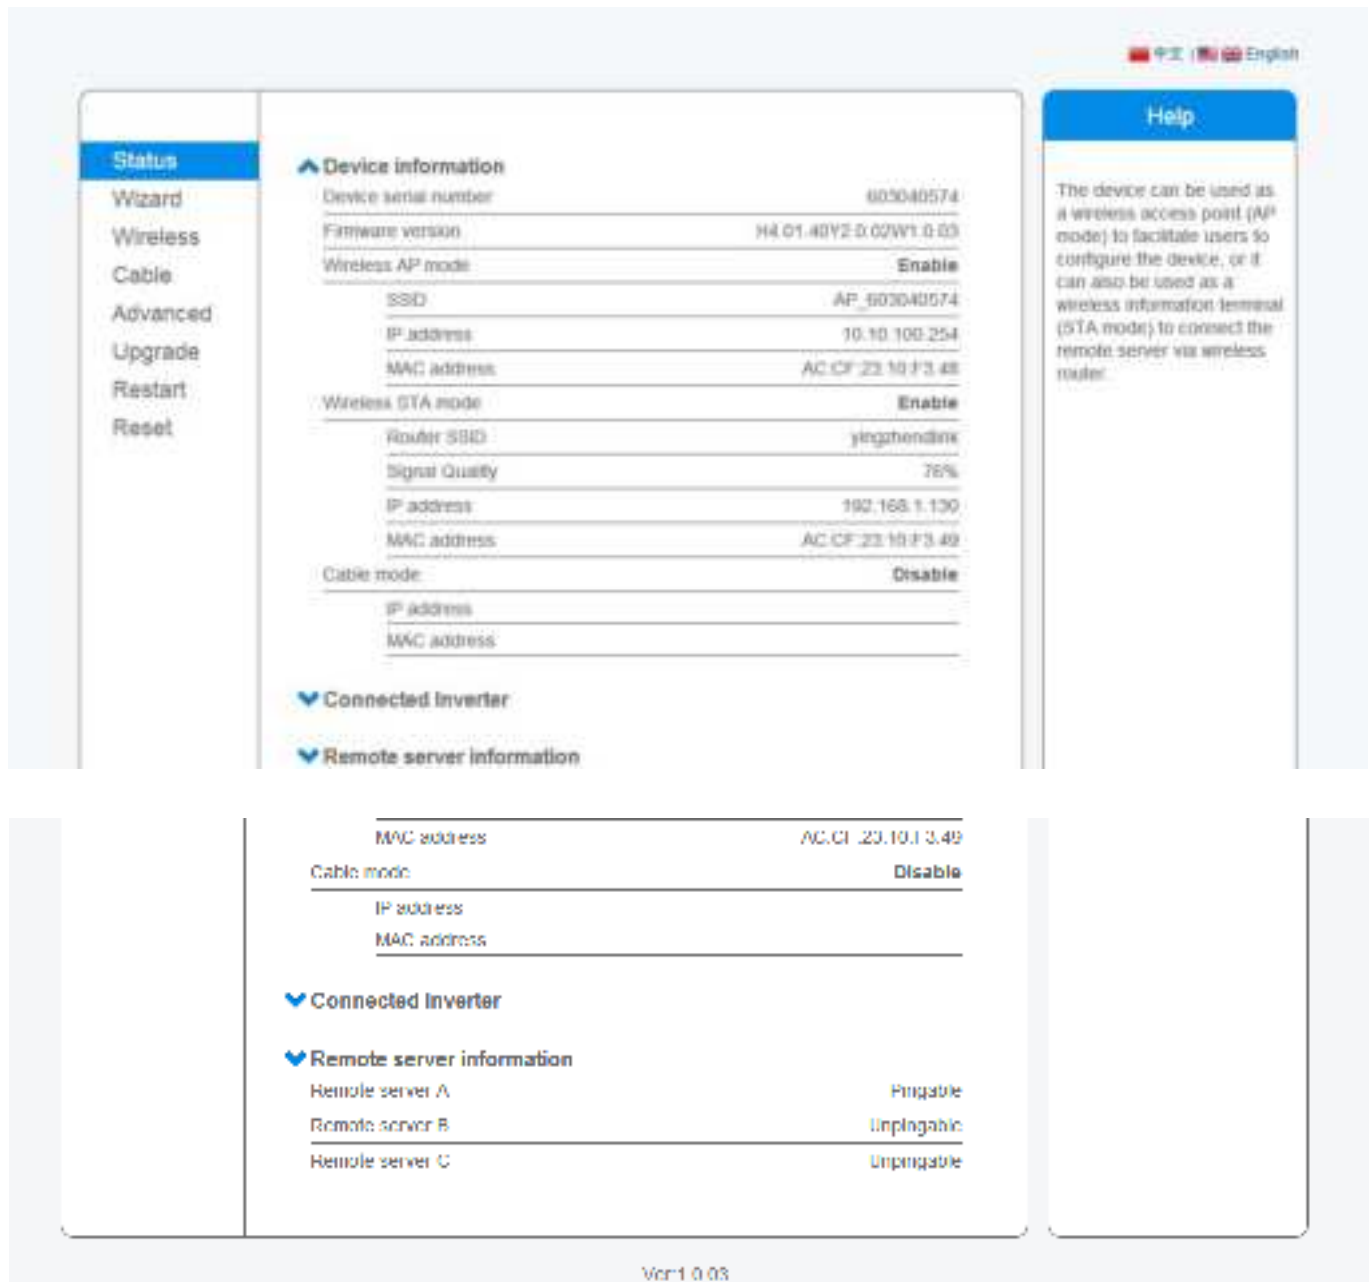 中文 | English
Help
Status
Wizard
Wireless
Cable
Advanced
Upgrade
Restart
Reset
Device information
Device serial number 603040574
Firmware version H4.01.40Y2.0.02W1.0.03
Wireless AP mode Enable
SSID AP_603040574
IP address 10.10.100.254
MAC address AC:CF:23:10:F3:48
Wireless STA mode Enable
Router SSID yingzhendlink
Signal Quality 76%
IP address 192.168.1.130
MAC address AC:CF:23:10:F3:49
Cable mode Disable
IP address
MAC address
Connected Inverter
Remote server information
The device can be used as
a wireless access point (AP
mode) to facilitate users to
configure the device, or it
can also be used as a
wireless information terminal
(STA mode) to connect the
remote server via wireless
router.
MAC address AC:CF:23:10:F3:49
Cable mode Disable
IP address
MAC address
Connected Inverter
Remote server information
Remote server A Pingable
Remote server B Unpingable
Remote server C Unpingable
Ver:1.0.03